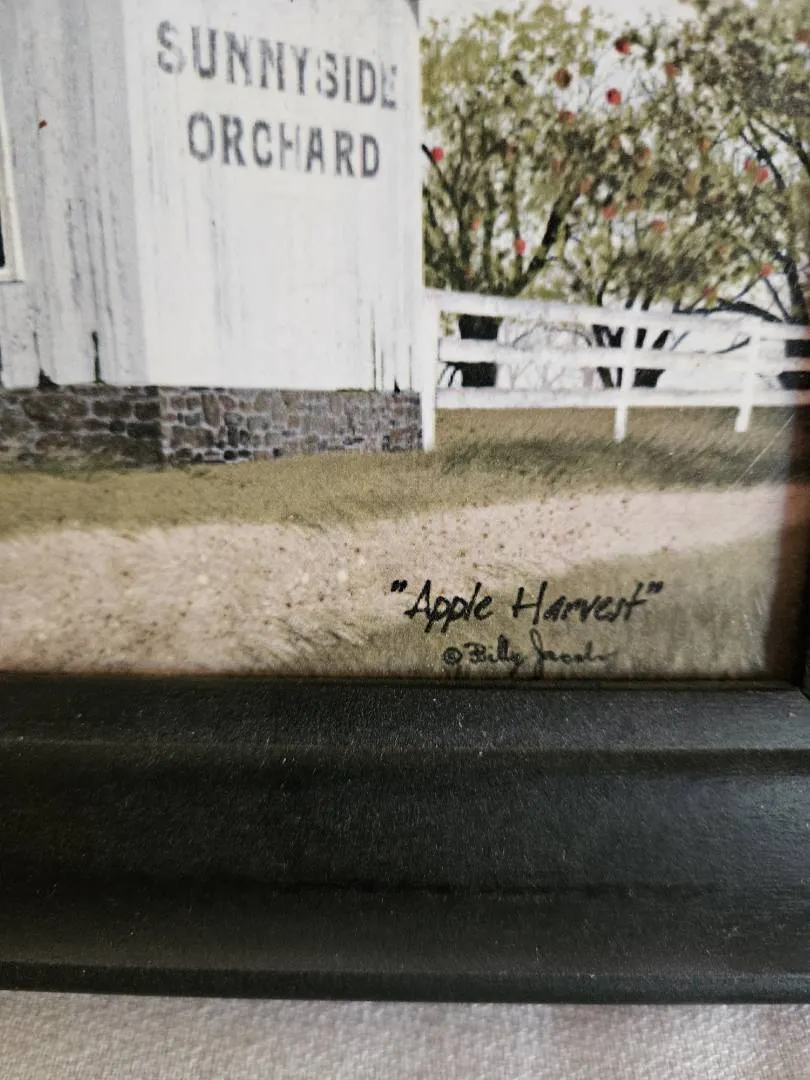 SUNNYSIDE
ORCHARD
"Apple Harvest"
© Billy Jacobs